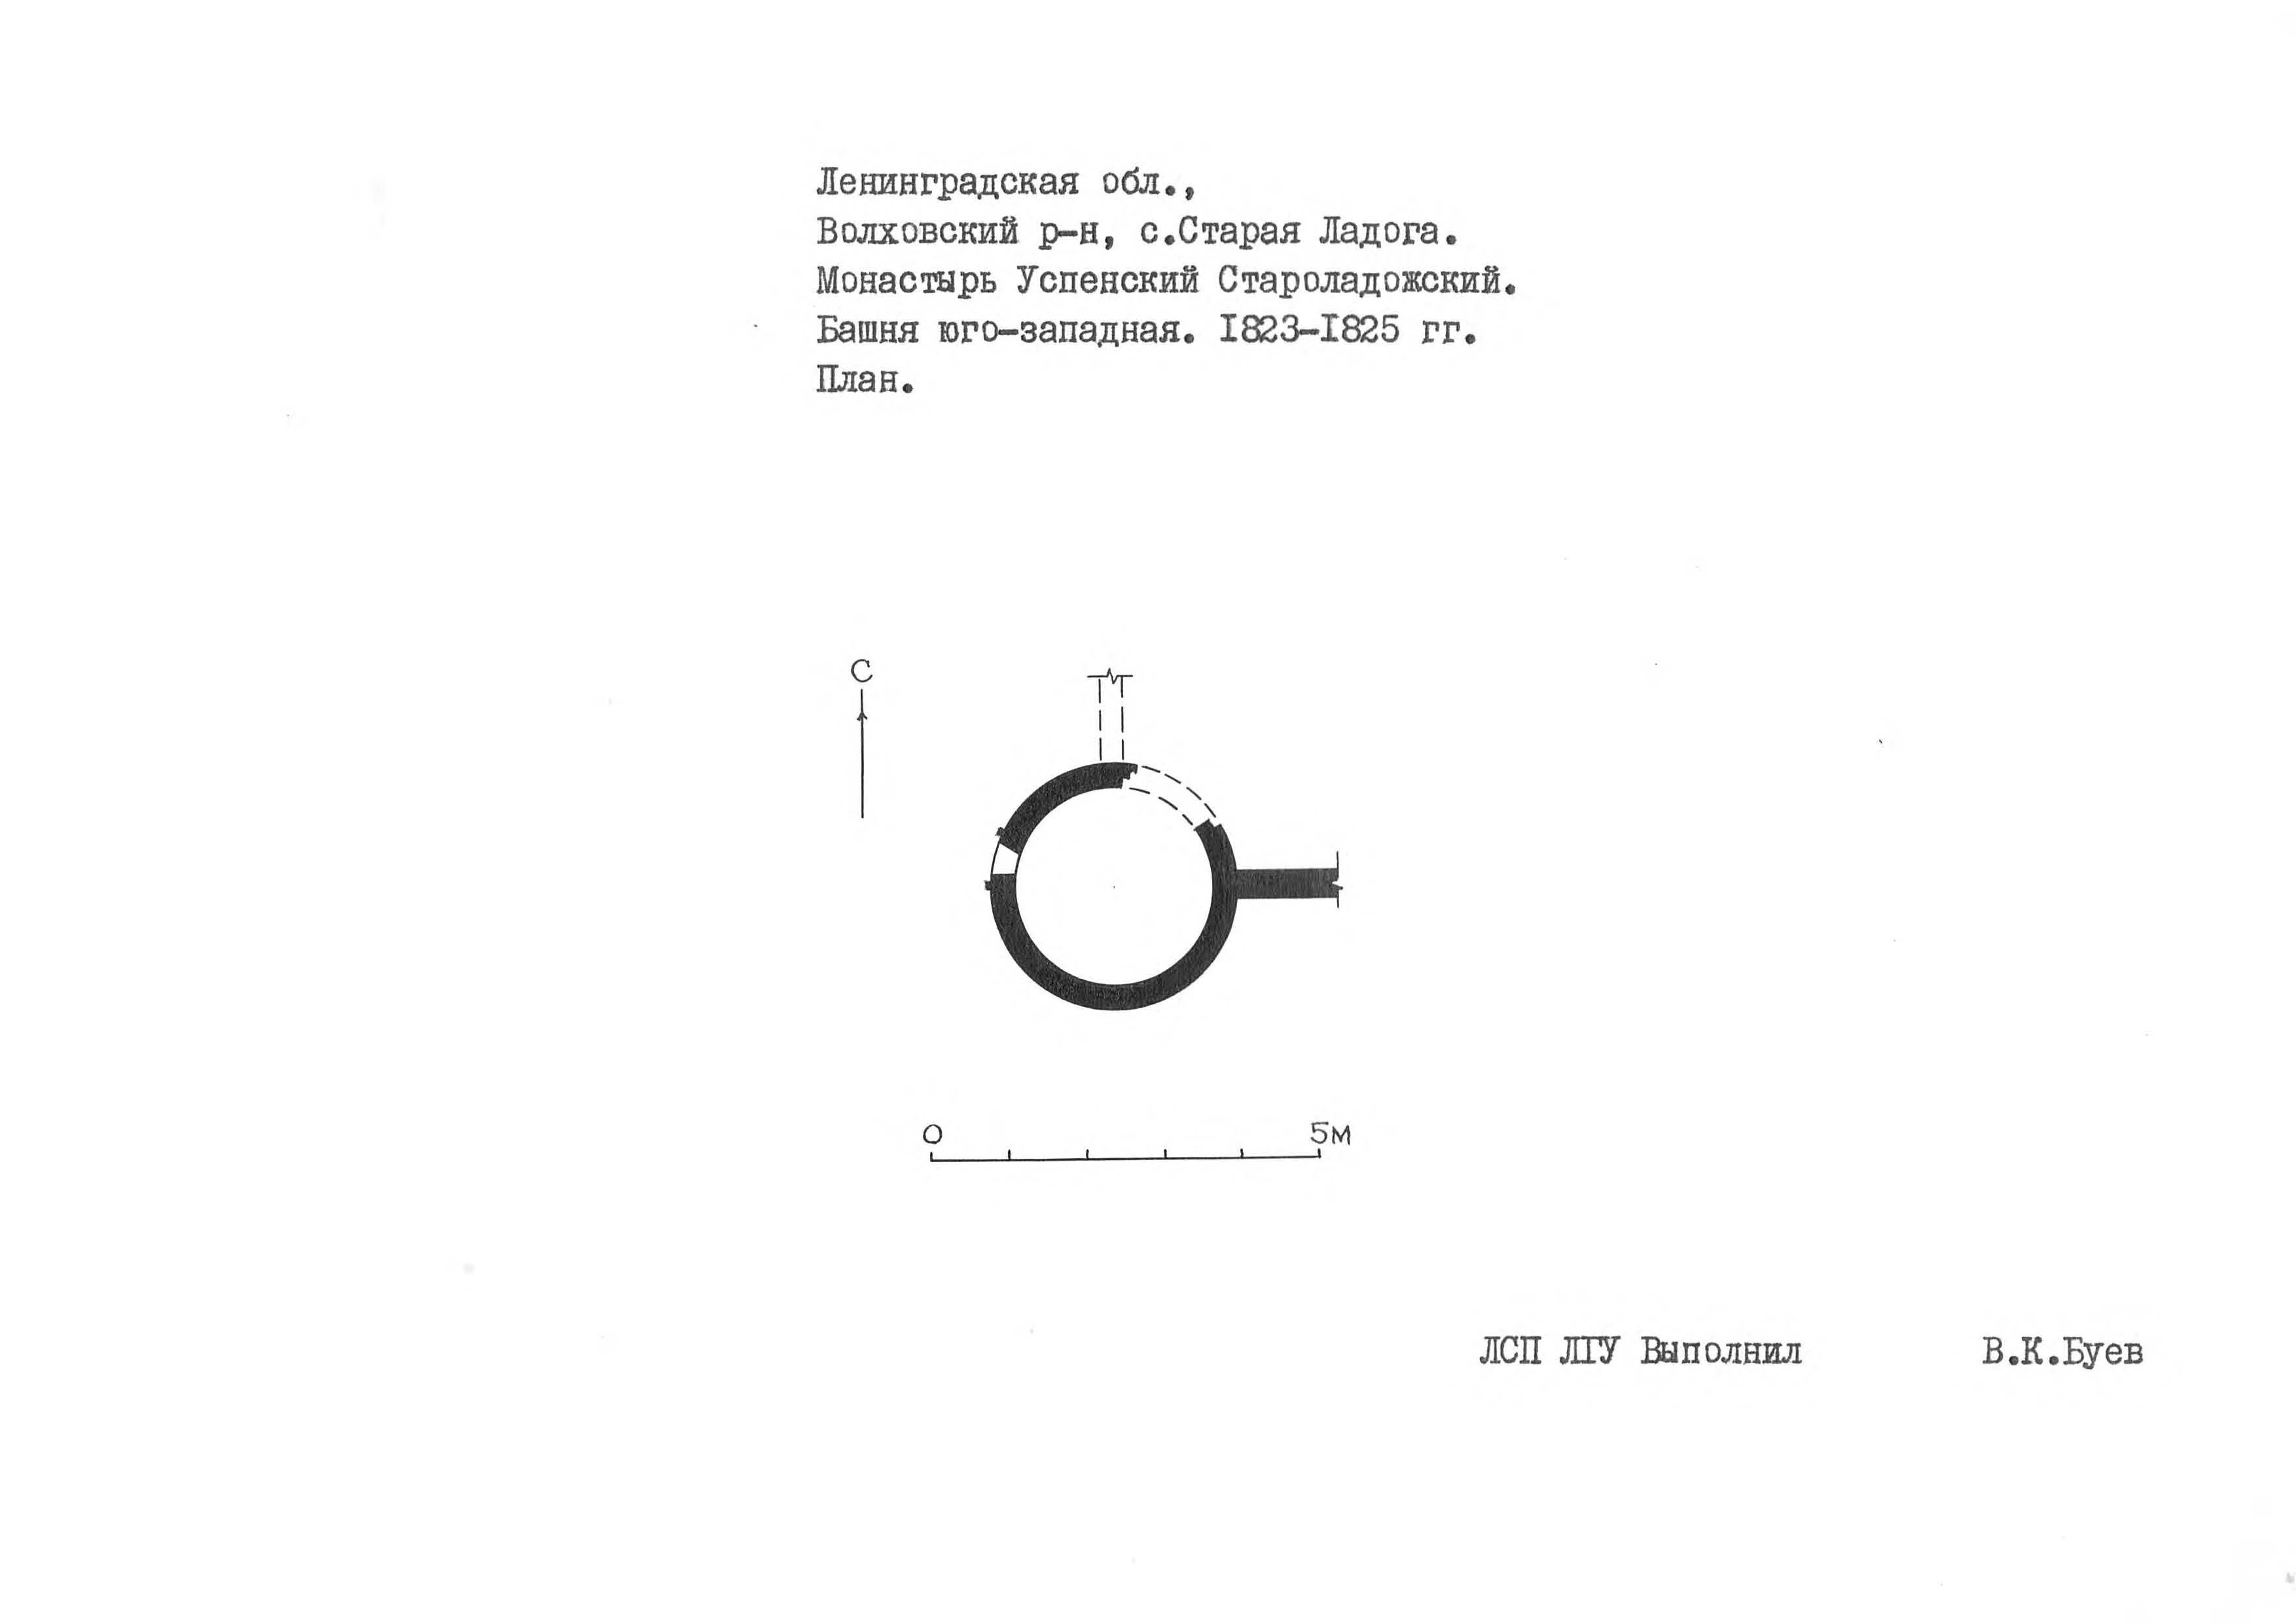 Ленинградская обл.,
Волховский р-н, с.Старая Ладога.
Монастырь Успенский Староладожский.
Башня юго-западная. I823-I825 гг.
План.
С
0 5м
ЛСП ЛГУ Выполнил В.К.Буев